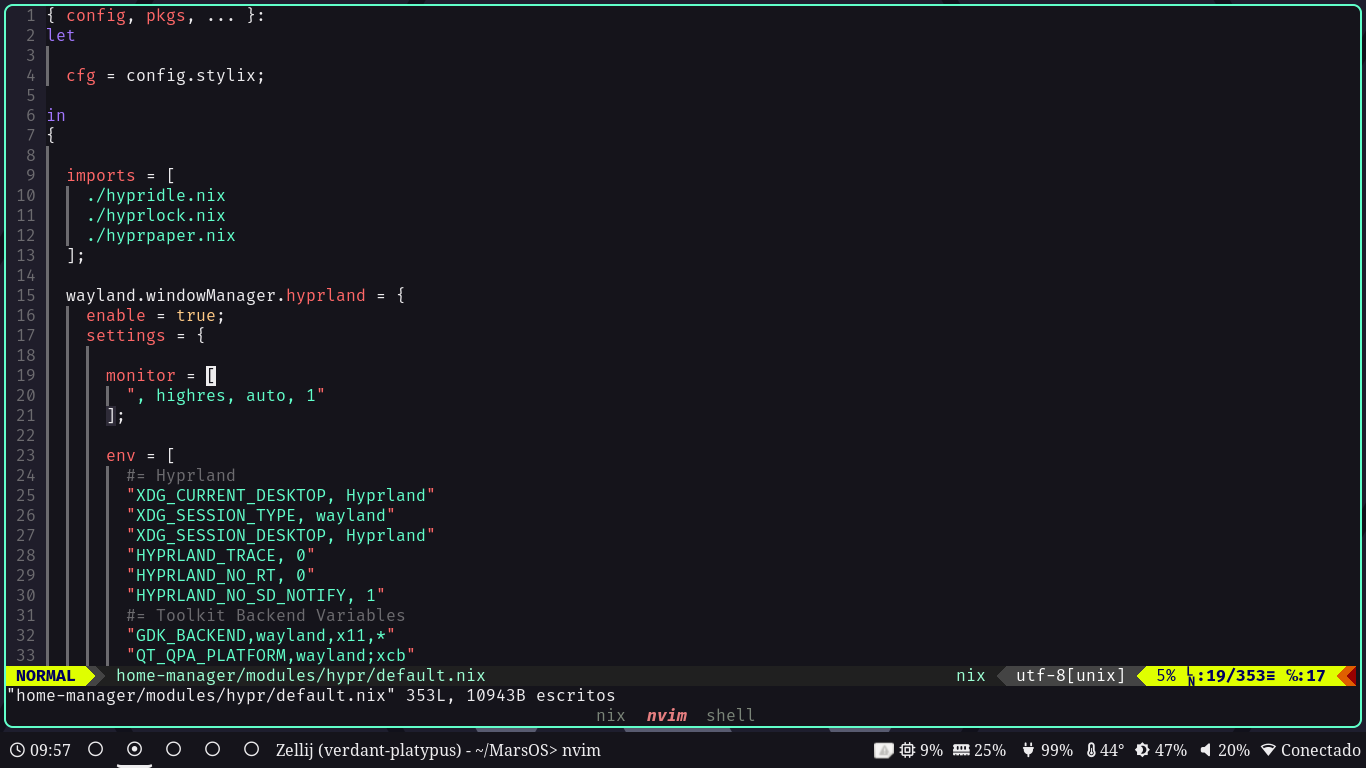 1 { config, pkgs, ... }:
2 let
3
4   cfg = config.stylix;
5
6 in
7 {
8
9   imports = [
10     ./hypridle.nix
11     ./hyprlock.nix
12     ./hyprpaper.nix
13   ];
14
15   wayland.windowManager.hyprland = {
16     enable = true;
17     settings = {
18
19       monitor = [
20         ", highres, auto, 1"
21       ];
22
23       env = [
24         #= Hyprland
25         "XDG_CURRENT_DESKTOP, Hyprland"
26         "XDG_SESSION_TYPE, wayland"
27         "XDG_SESSION_DESKTOP, Hyprland"
28         "HYPRLAND_TRACE, 0"
29         "HYPRLAND_NO_RT, 0"
30         "HYPRLAND_NO_SD_NOTIFY, 1"
31         #= Toolkit Backend Variables
32         "GDK_BACKEND,wayland,x11,*"
33         "QT_QPA_PLATFORM,wayland;xcb"
NORMAL home-manager/modules/hypr/default.nix nix utf-8[unix] 5% ␤:19/353≡ ℅:17
"home-manager/modules/hypr/default.nix" 353L, 10943B escritos
nix nvim shell
09:57 Zellij (verdant-platypus) - ~/MarsOS> nvim 9% 25% 99% 44° 47% 20% Conectado